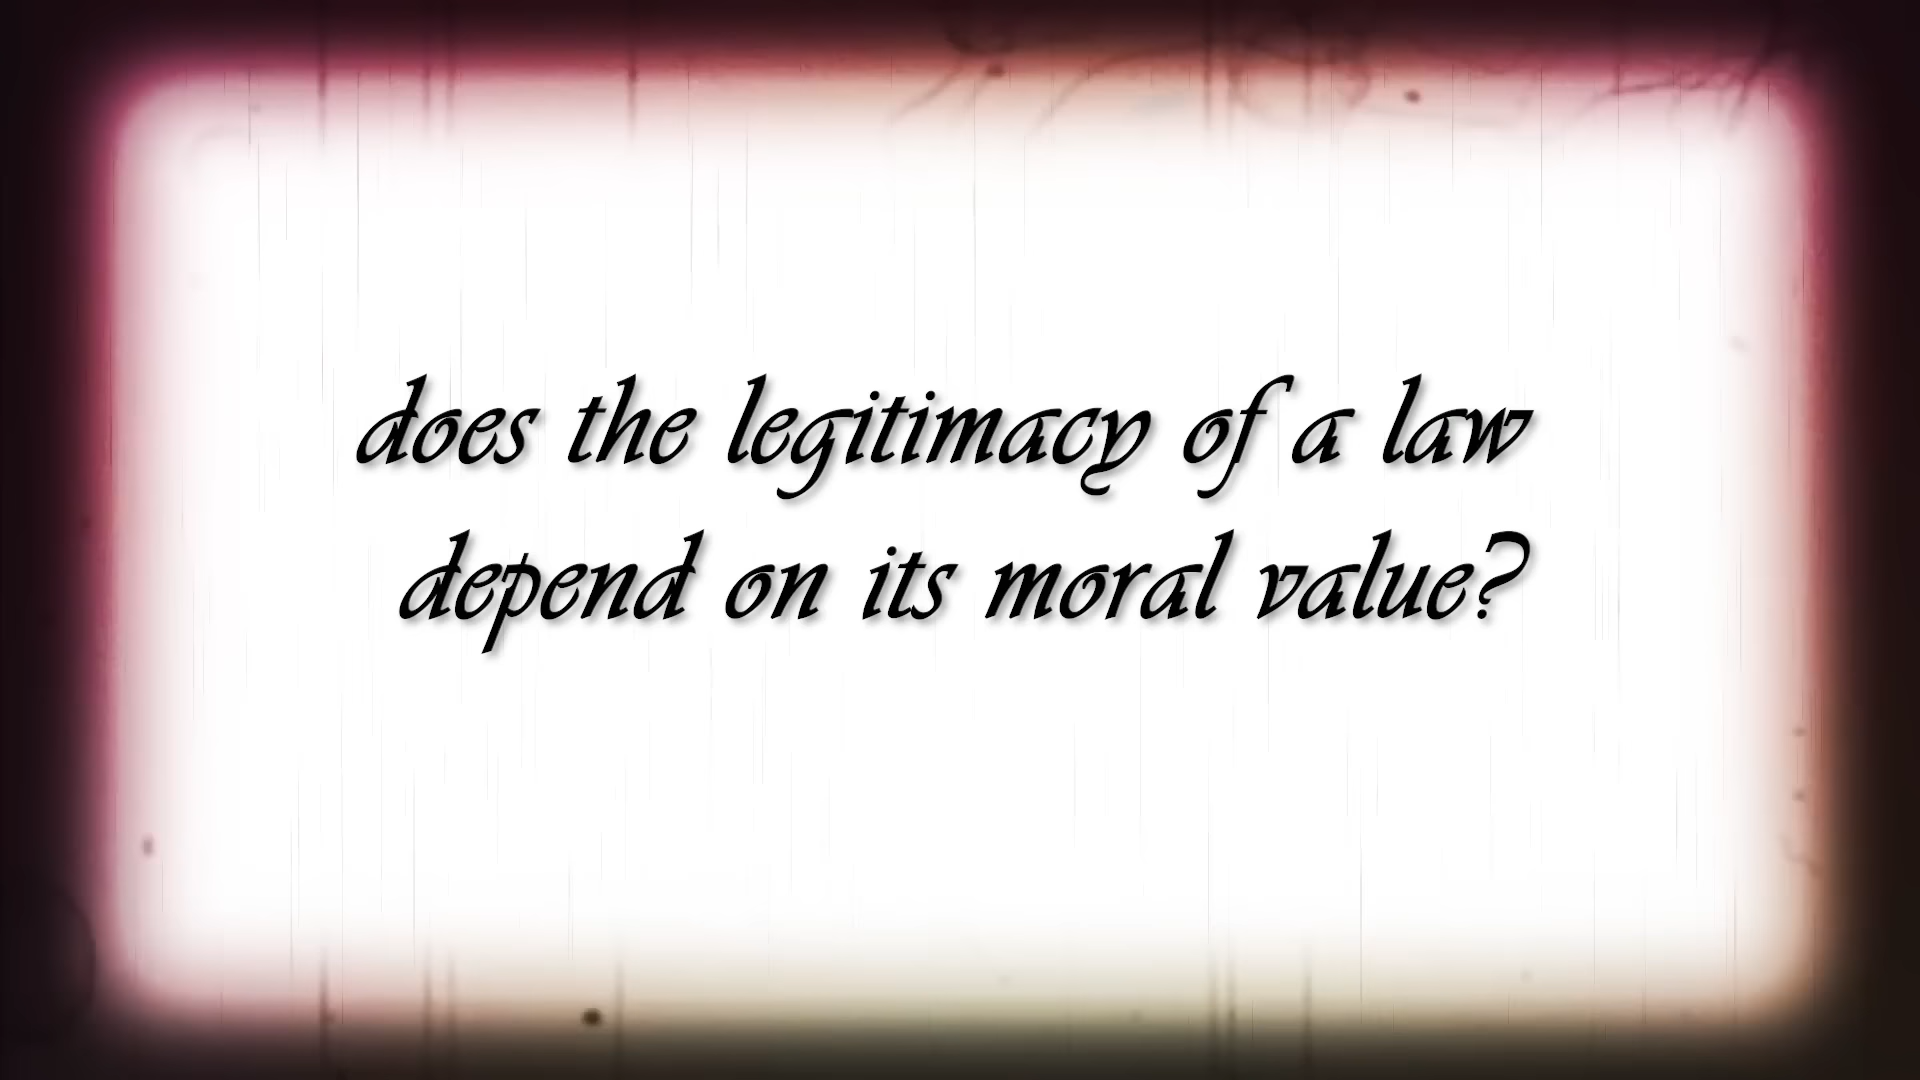 does the legitimacy of a law
depend on its moral value?